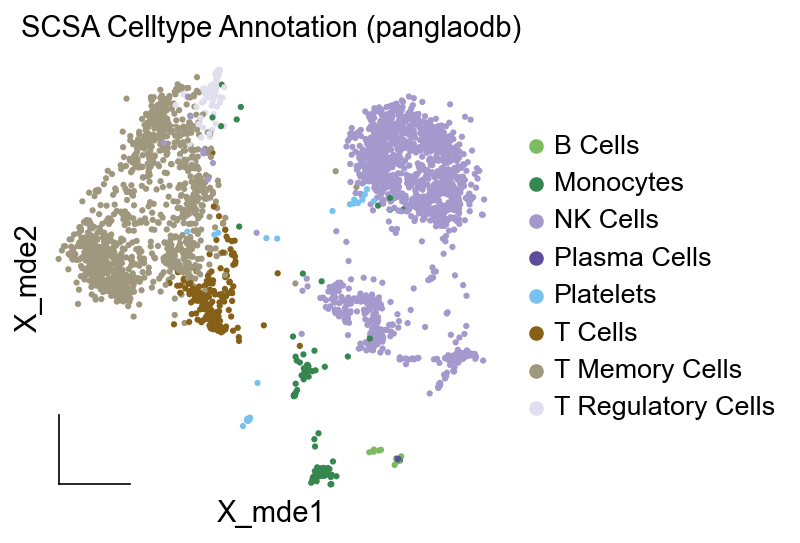 SCSA Celltype Annotation (panglaodb)
B Cells
Monocytes
NK Cells
Plasma Cells
Platelets
T Cells
T Memory Cells
T Regulatory Cells
X_mde2
X_mde1